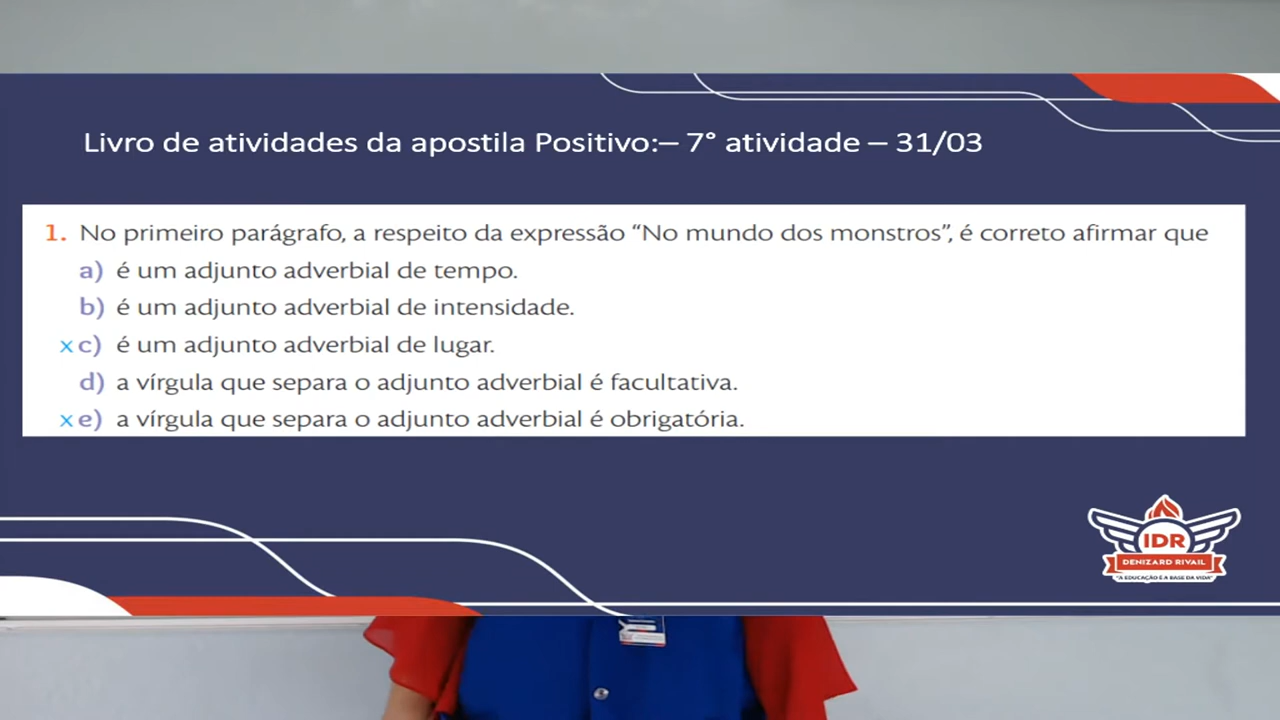 Livro de atividades da apostila Positivo:– 7° atividade – 31/03
1. No primeiro parágrafo, a respeito da expressão “No mundo dos monstros”, é correto afirmar que
a) é um adjunto adverbial de tempo.
b) é um adjunto adverbial de intensidade.
x c) é um adjunto adverbial de lugar.
d) a vírgula que separa o adjunto adverbial é facultativa.
x e) a vírgula que separa o adjunto adverbial é obrigatória.
IDR
DENIZARD RIVAIL
"A EDUCAÇÃO É A BASE DA VIDA"